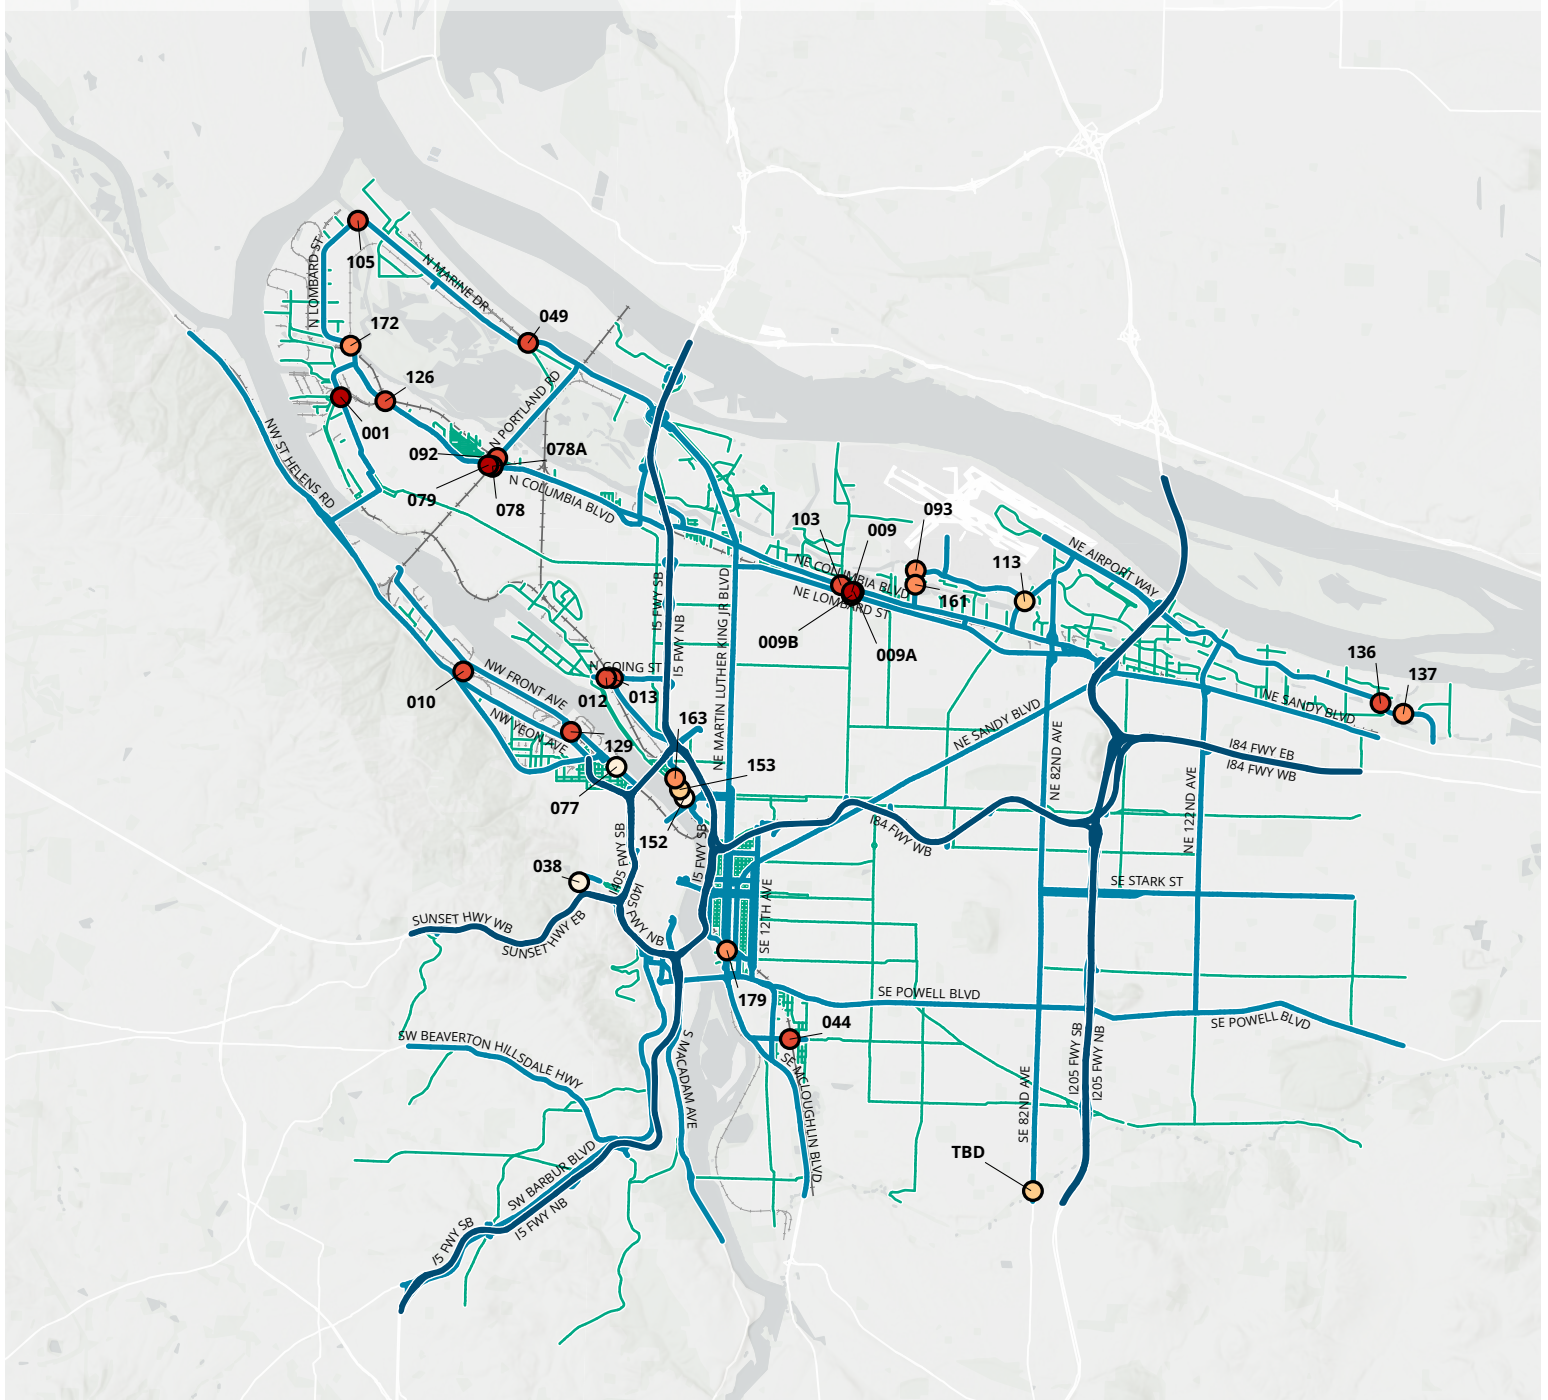 105
N LOMBARD ST
N MARINE DR
049
172
126
001
N PORTLAND RD
092
078A
079
078
N COLUMBIA BLVD
NW ST HELENS RD
103
009
093
113
NE AIRPORT WAY
NE COLUMBIA BLVD
NE LOMBARD ST
161
009B
009A
I5 FWY SB
I5 FWY NB
NE MARTIN LUTHER KING JR BLVD
136
137
N GOING ST
010
NW FRONT AVE
012
013
NW YEON AVE
163
129
153
077
152
NE SANDY BLVD
NE SANDY BLVD
NE 82ND AVE
I84 FWY EB
I84 FWY WB
NE 122ND AVE
I84 FWY WB
I405 FWY SB
I5 FWY SB
038
I405 FWY NB
SE STARK ST
SE 12TH AVE
SUNSET HWY WB
SUNSET HWY EB
179
SE POWELL BLVD
SE POWELL BLVD
044
SW BEAVERTON HILLSDALE HWY
S MACADAM AVE
SE MCLOUGHLIN BLVD
SE 82ND AVE
I205 FWY SB
I205 FWY NB
TBD
SW BARBUR BLVD
I5 FWY SB
I5 FWY NB